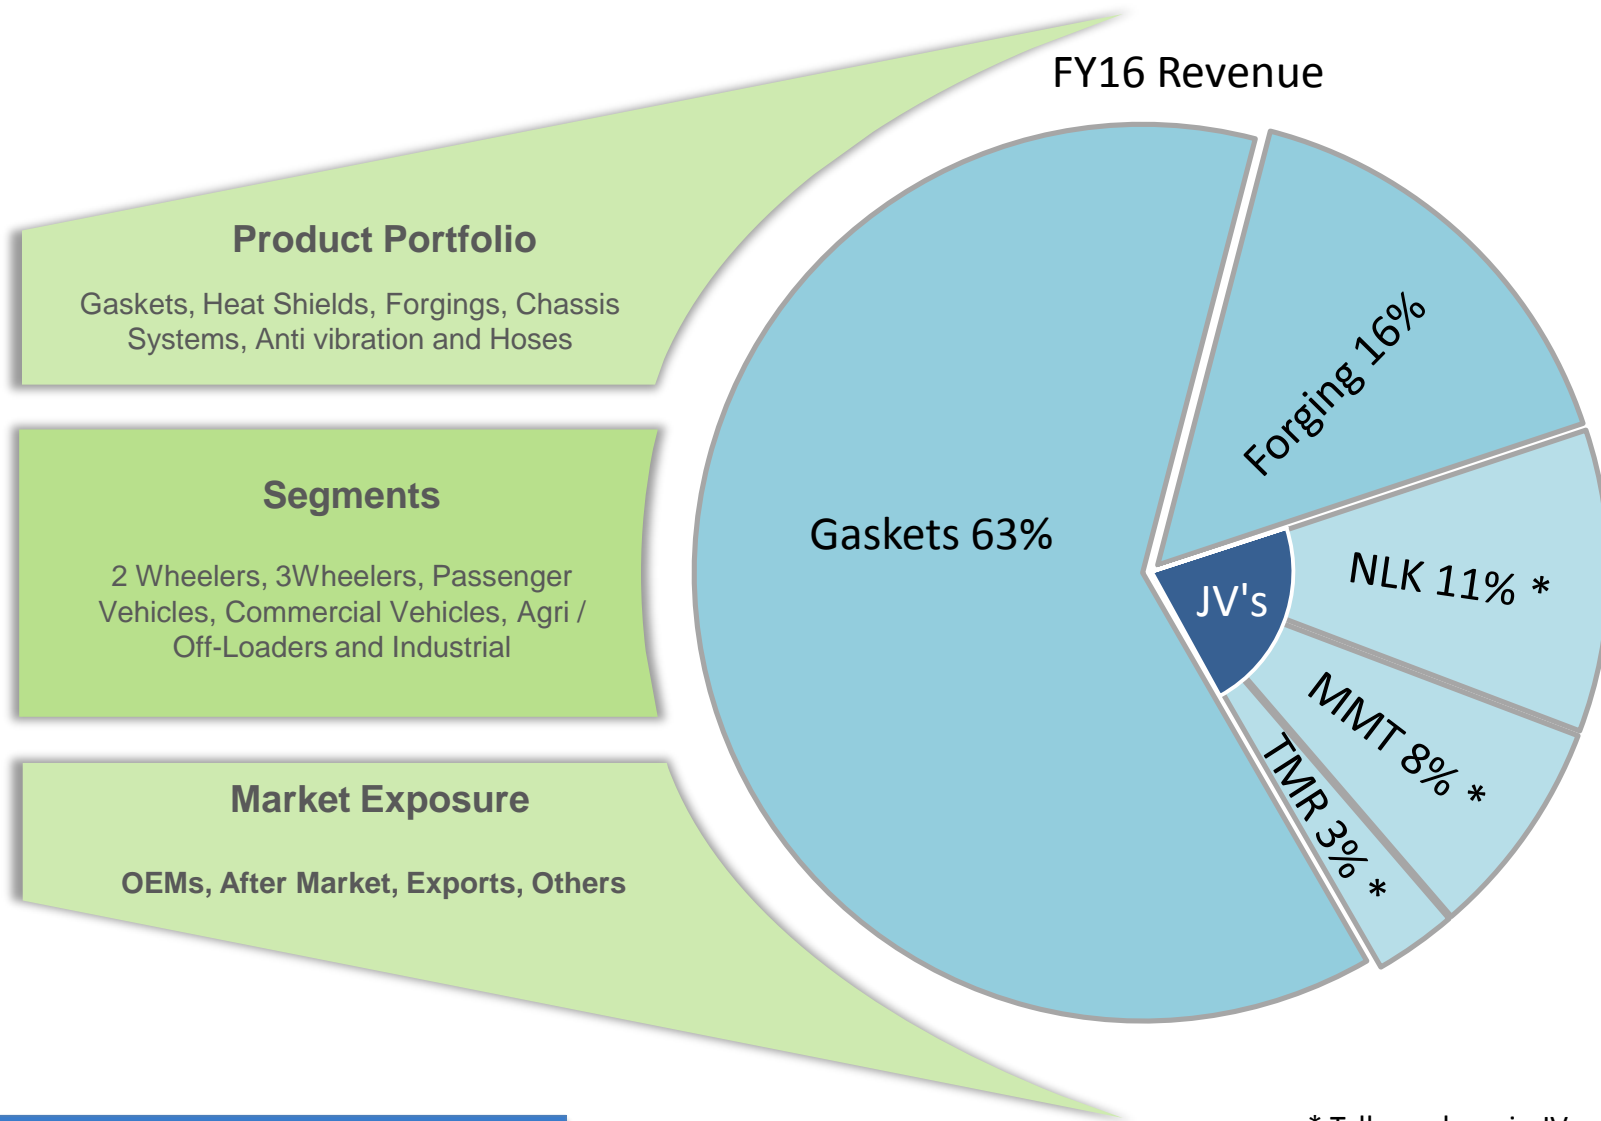 FY16 Revenue
Product Portfolio
Gaskets, Heat Shields, Forgings, Chassis
Systems, Anti vibration and Hoses
Segments
2 Wheelers, 3Wheelers, Passenger
Vehicles, Commercial Vehicles, Agri /
Off-Loaders and Industrial
Market Exposure
OEMs, After Market, Exports, Others
Gaskets 63%
Forging 16%
JV's
NLK 11% *
MMT 8% *
TMR 3% *